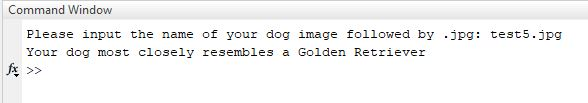 Command Window
Please input the name of your dog image followed by .jpg: test5.jpg
Your dog most closely resembles a Golden Retriever
fx >>